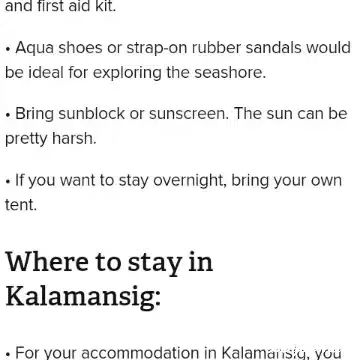 and first aid kit.
• Aqua shoes or strap-on rubber sandals would
be ideal for exploring the seashore.
• Bring sunblock or sunscreen. The sun can be
pretty harsh.
• If you want to stay overnight, bring your own
tent.
Where to stay in
Kalamansig:
• For your accommodation in Kalamansig, you